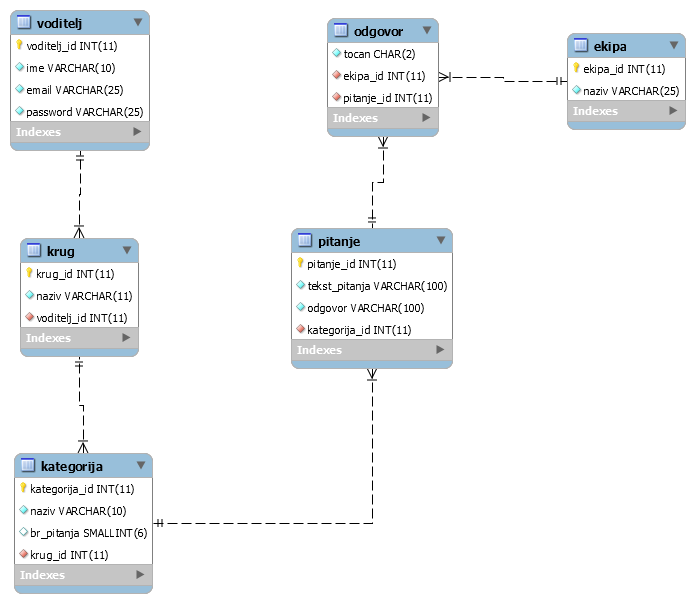 voditelj
voditelj_id INT(11)
ime VARCHAR(10)
email VARCHAR(25)
password VARCHAR(25)
Indexes
odgovor
tocan CHAR(2)
ekipa_id INT(11)
pitanje_id INT(11)
Indexes
ekipa
ekipa_id INT(11)
naziv VARCHAR(25)
Indexes
krug
krug_id INT(11)
naziv VARCHAR(11)
voditelj_id INT(11)
Indexes
pitanje
pitanje_id INT(11)
tekst_pitanja VARCHAR(100)
odgovor VARCHAR(100)
kategorija_id INT(11)
Indexes
kategorija
kategorija_id INT(11)
naziv VARCHAR(10)
br_pitanja SMALLINT(6)
krug_id INT(11)
Indexes